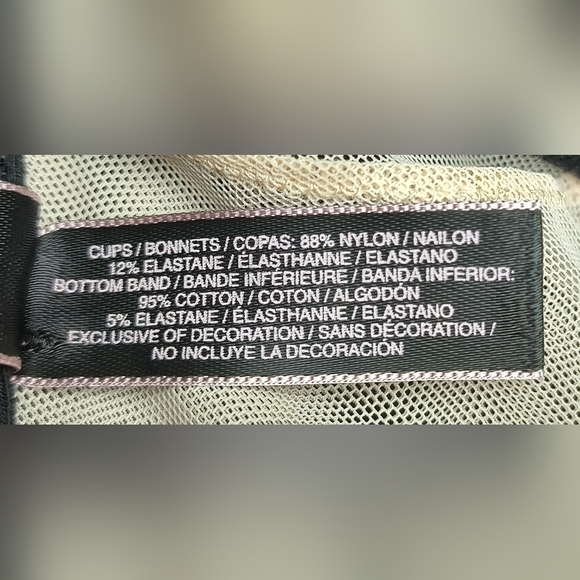 CUPS / BONNETS / COPAS: 88% NYLON / NAILON
12% ELASTANE / ÉLASTHANNE / ELASTANO
BOTTOM BAND / BANDE INFÉRIEURE / BANDA INFERIOR:
95% COTTON / COTON / ALGODÓN
5% ELASTANE / ÉLASTHANNE / ELASTANO
EXCLUSIVE OF DECORATION / SANS DÉCORATION /
NO INCLUYE LA DECORACIÓN